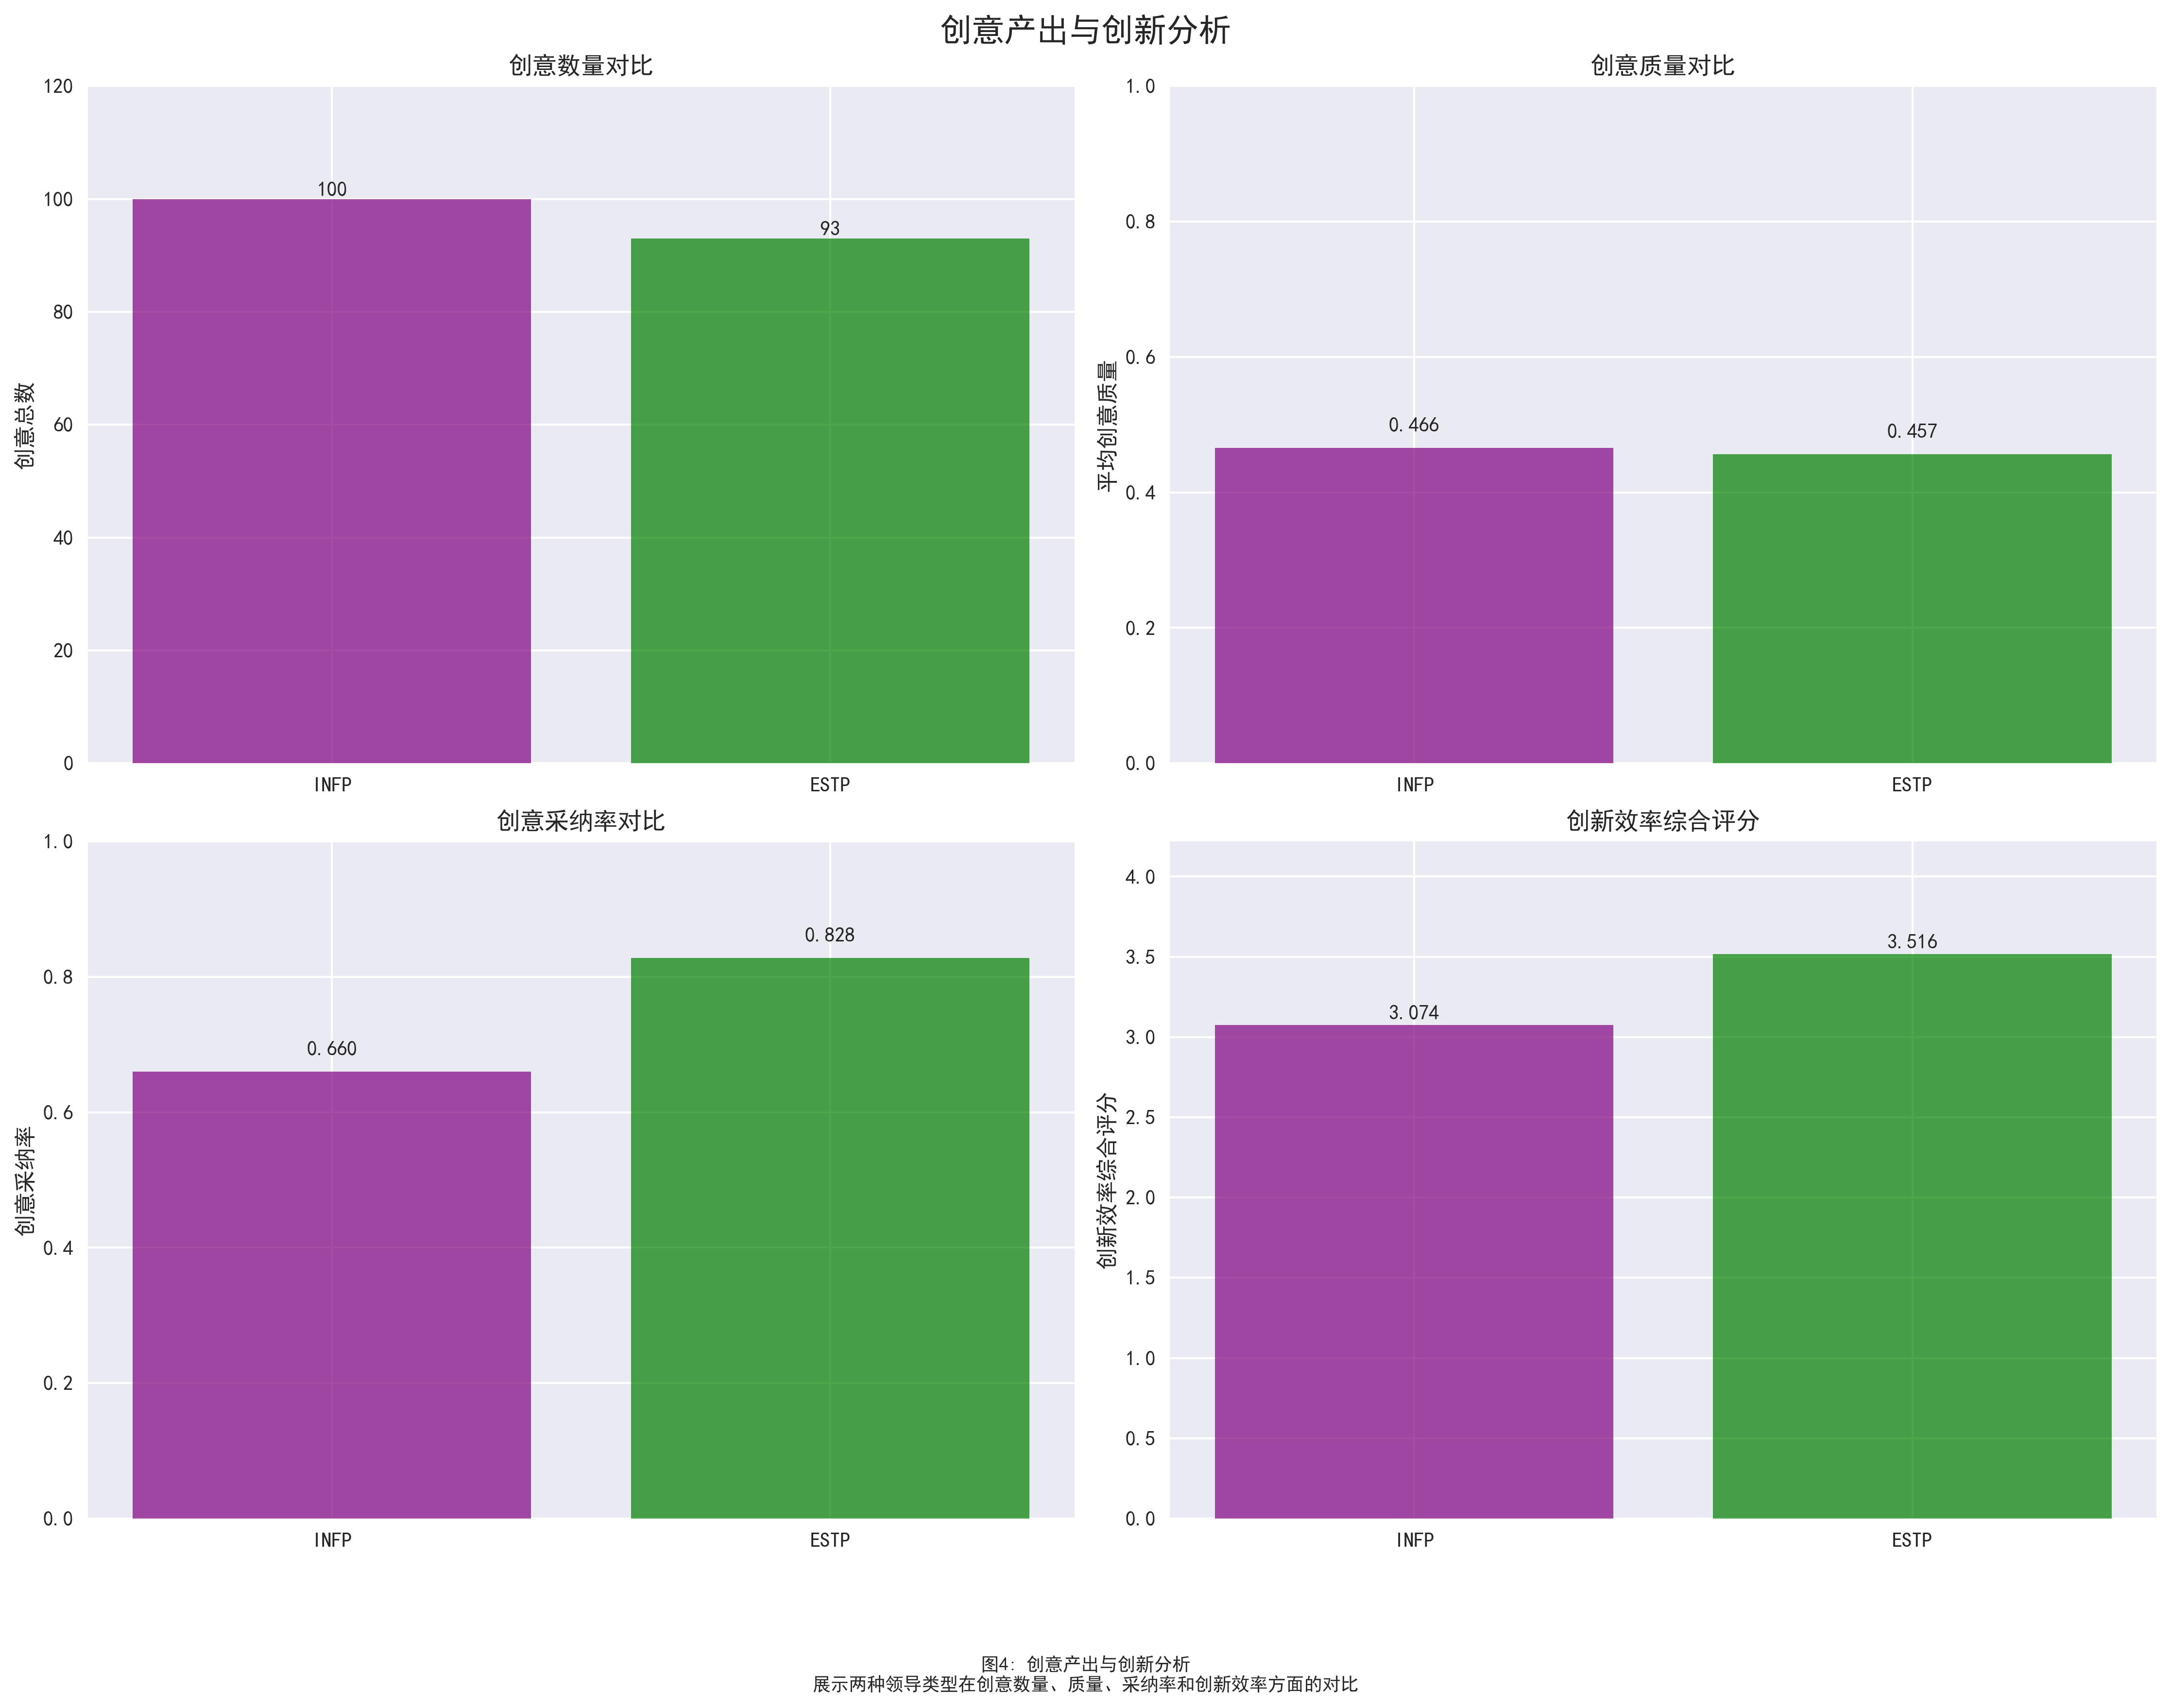 创意产出与创新分析
创意数量对比
120
100
80
60
40
20
0
创意总数
100
93
INFP
ESTP
创意质量对比
1.0
0.8
0.6
0.4
0.2
0.0
平均创意质量
0.466
0.457
INFP
ESTP
创意采纳率对比
1.0
0.8
0.6
0.4
0.2
0.0
创意采纳率
0.660
0.828
INFP
ESTP
创新效率综合评分
4.0
3.5
3.0
2.5
2.0
1.5
1.0
0.5
0.0
创新效率综合评分
3.074
3.516
INFP
ESTP
图4: 创意产出与创新分析
展示两种领导类型在创意数量、质量、采纳率和创新效率方面的对比